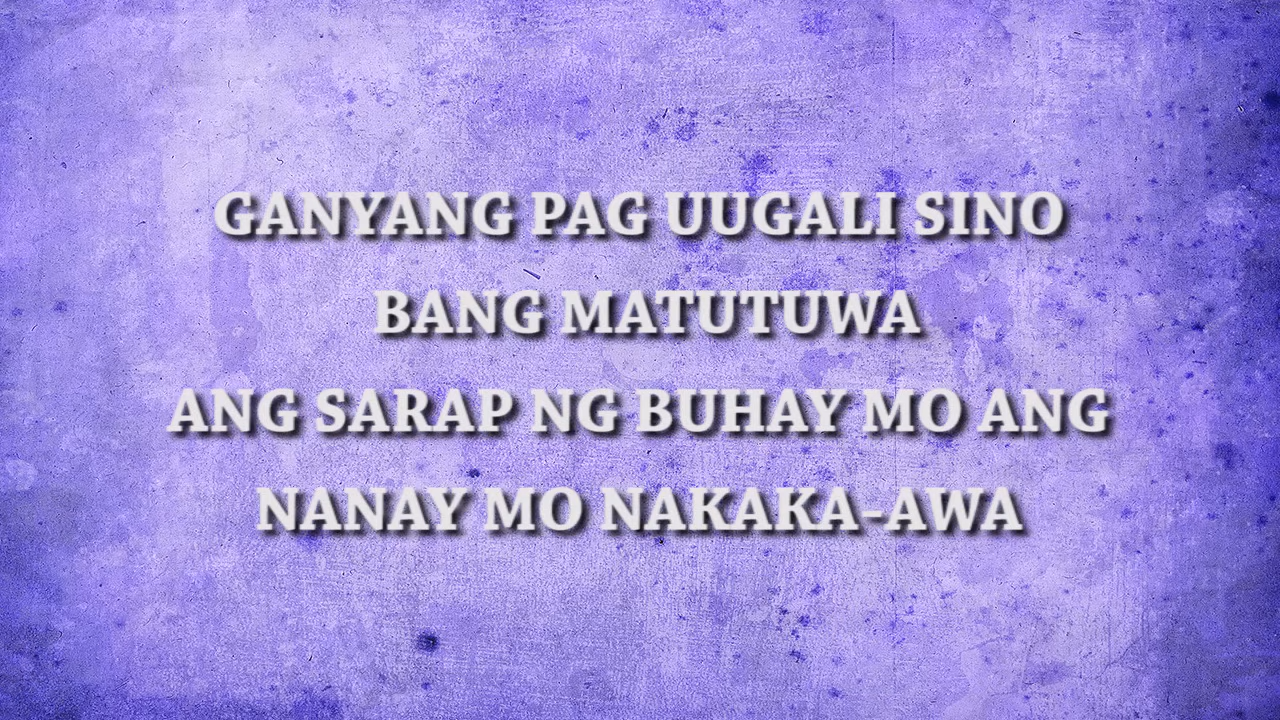 GANYANG PAG UUGALI SINO
BANG MATUTUWA
ANG SARAP NG BUHAY MO ANG
NANAY MO NAKAKA-AWA